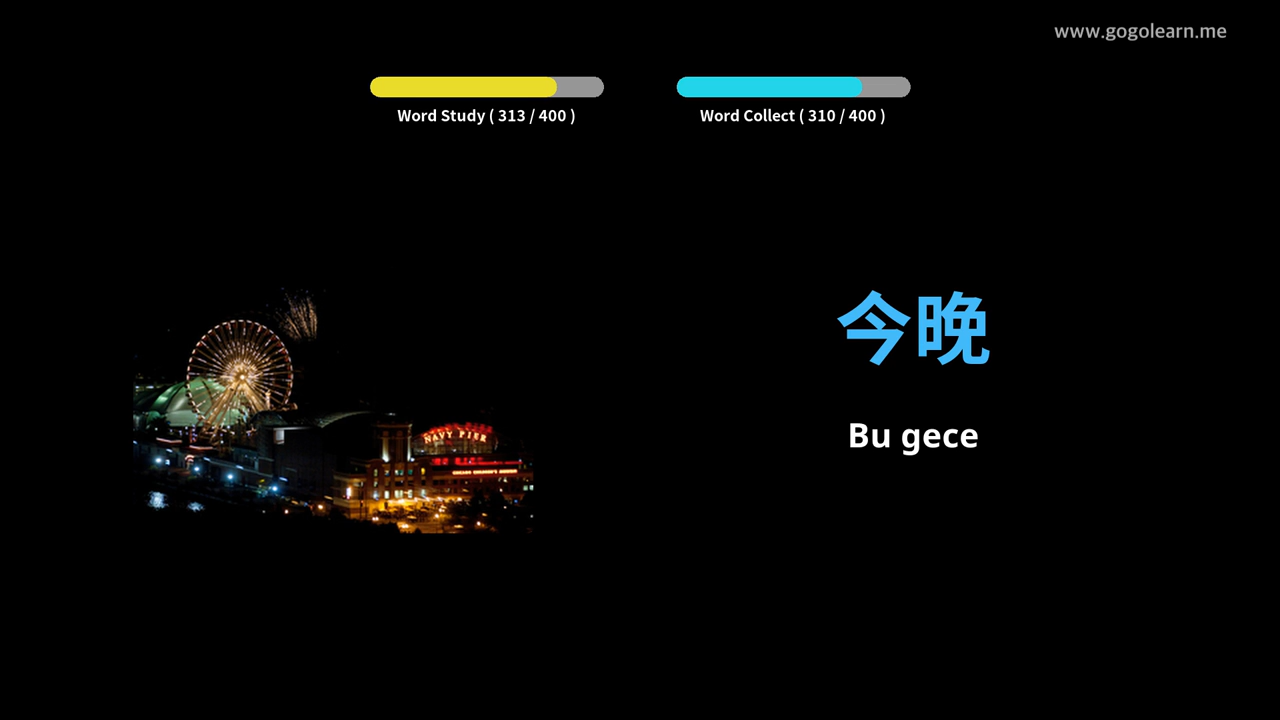 www.gogolearn.me
Word Study ( 313 / 400 )
Word Collect ( 310 / 400 )
今晚
Bu gece
NAVY PIER